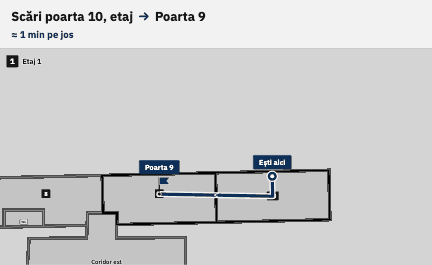 Scări poarta 10, etaj → Poarta 9
≈ 1 min pe jos
1 Etaj 1
Poarta 9
Ești aici
Coridor est